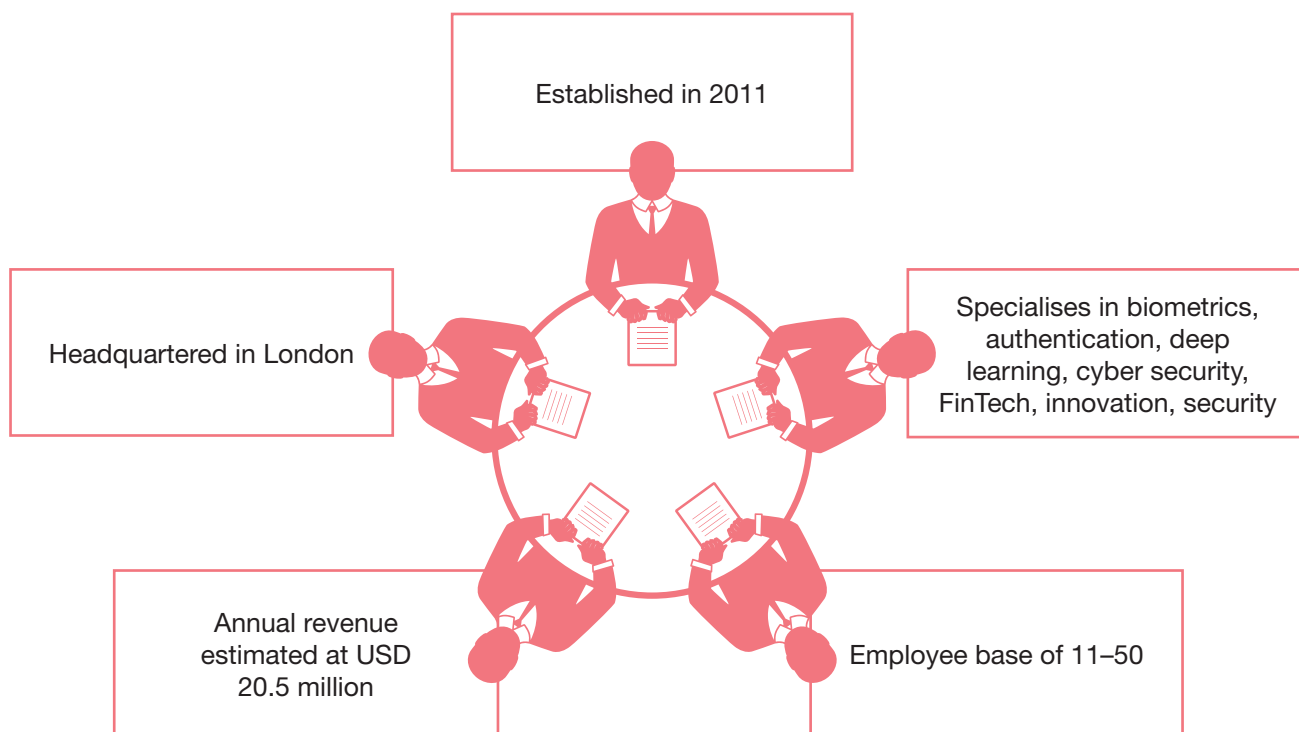 Established in 2011
Headquartered in London
Specialises in biometrics,
authentication, deep
learning, cyber security,
FinTech, innovation, security
Annual revenue
estimated at USD
20.5 million
Employee base of 11–50